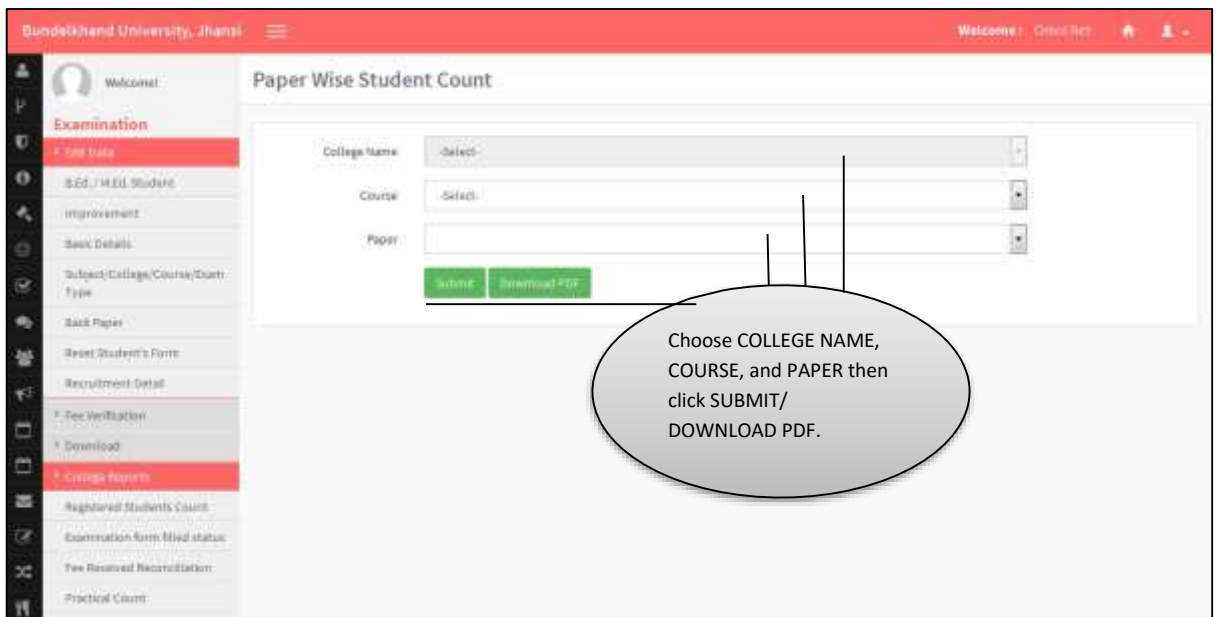 Bundelkhand University, Jhansi
Welcome: Omni Net
Welcome!
Paper Wise Student Count
Examination
Edit Data
B.Ed. / M.Ed. Student
Improvement
Basic Details
Subject/College/Course/Exam
Type
Back Paper
Reset Student's Form
Recruitment Detail
Fee Verification
Download
College Reports
Registered Students Count
Examination form filled status
Fee Received Reconciliation
Practical Count
College Name -Select-
Course -Select-
Paper
Submit Download PDF
Choose COLLEGE NAME,
COURSE, and PAPER then
click SUBMIT/
DOWNLOAD PDF.